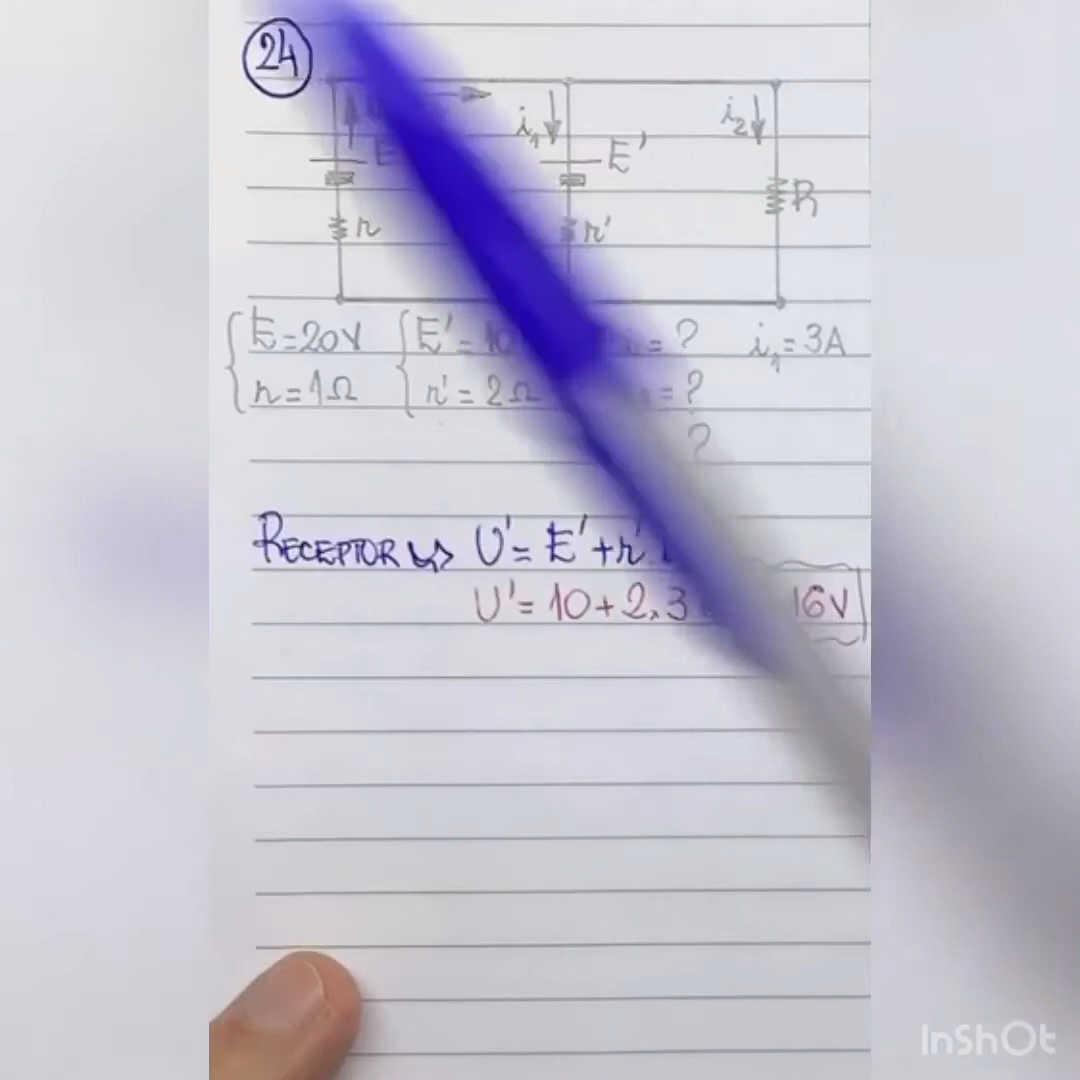 24
i₁ i₂
E E' R
r r'
E=20V E'=10 i=? i₁=3A
r=1Ω r'=2Ω =?
?
RECEPTOR ↳> U'=E'+r'.
U'=10+2.3 16V
InShOt